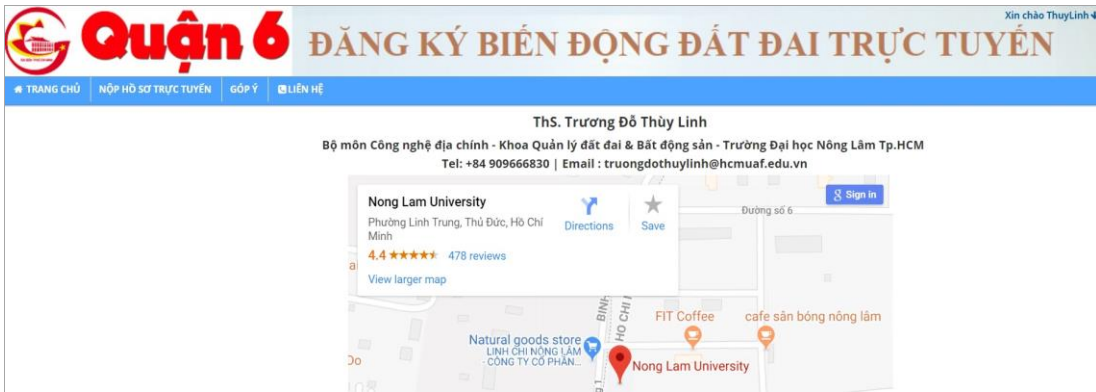 Xin chào ThuyLinh
Quận 6
ĐĂNG KÝ BIẾN ĐỘNG ĐẤT ĐAI TRỰC TUYẾN
TRANG CHỦ
NỘP HỒ SƠ TRỰC TUYẾN
GÓP Ý
LIÊN HỆ
ThS. Trương Đỗ Thùy Linh
Bộ môn Công nghệ địa chính - Khoa Quản lý đất đai & Bất động sản - Trường Đại học Nông Lâm Tp.HCM
Tel: +84 909666830 | Email : truongdothuylinh@hcmuaf.edu.vn
Nong Lam University
Phường Linh Trung, Thủ Đức, Hồ Chí
Minh
4.4 478 reviews
View larger map
Directions
Save
Sign in
Đường số 6
BINH
HO CHI
FIT Coffee
cafe sân bóng nông lâm
Natural goods store
LINH CHI NÔNG LÂM
- CÔNG TY CỔ PHẦN...
Nong Lam University